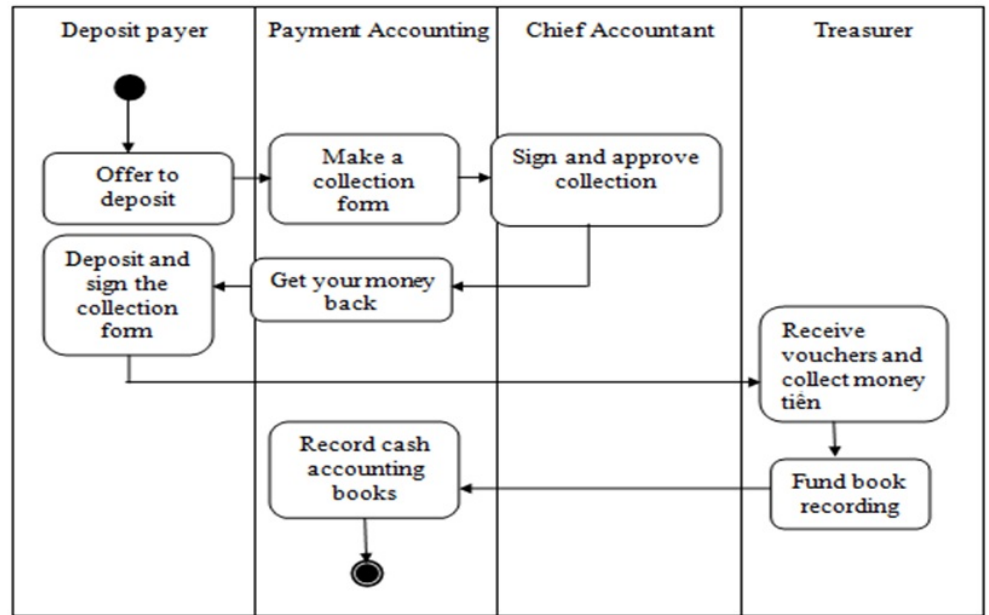 Deposit payer
Payment Accounting
Chief Accountant
Treasurer
Offer to
deposit
Make a
collection
form
Sign and approve
collection
Deposit and
sign the
collection
form
Get your money
back
Receive
vouchers and
collect money
tiên
Record cash
accounting
books
Fund book
recording